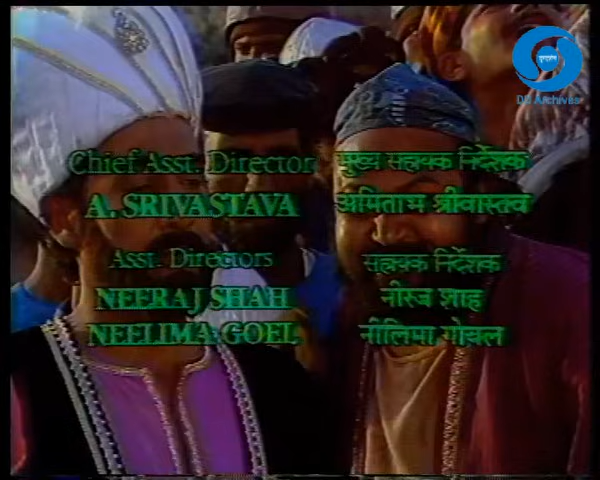 DD Archives
Chief Asst. Director मुख्य सहायक निर्देशक
A. SRIVASTAVA अमिताभ श्रीवास्तव
Asst. Directors सहायक निर्देशक
NEERAJ SHAH नीरज शाह
NEELIMA GOEL नीलिमा गोयल